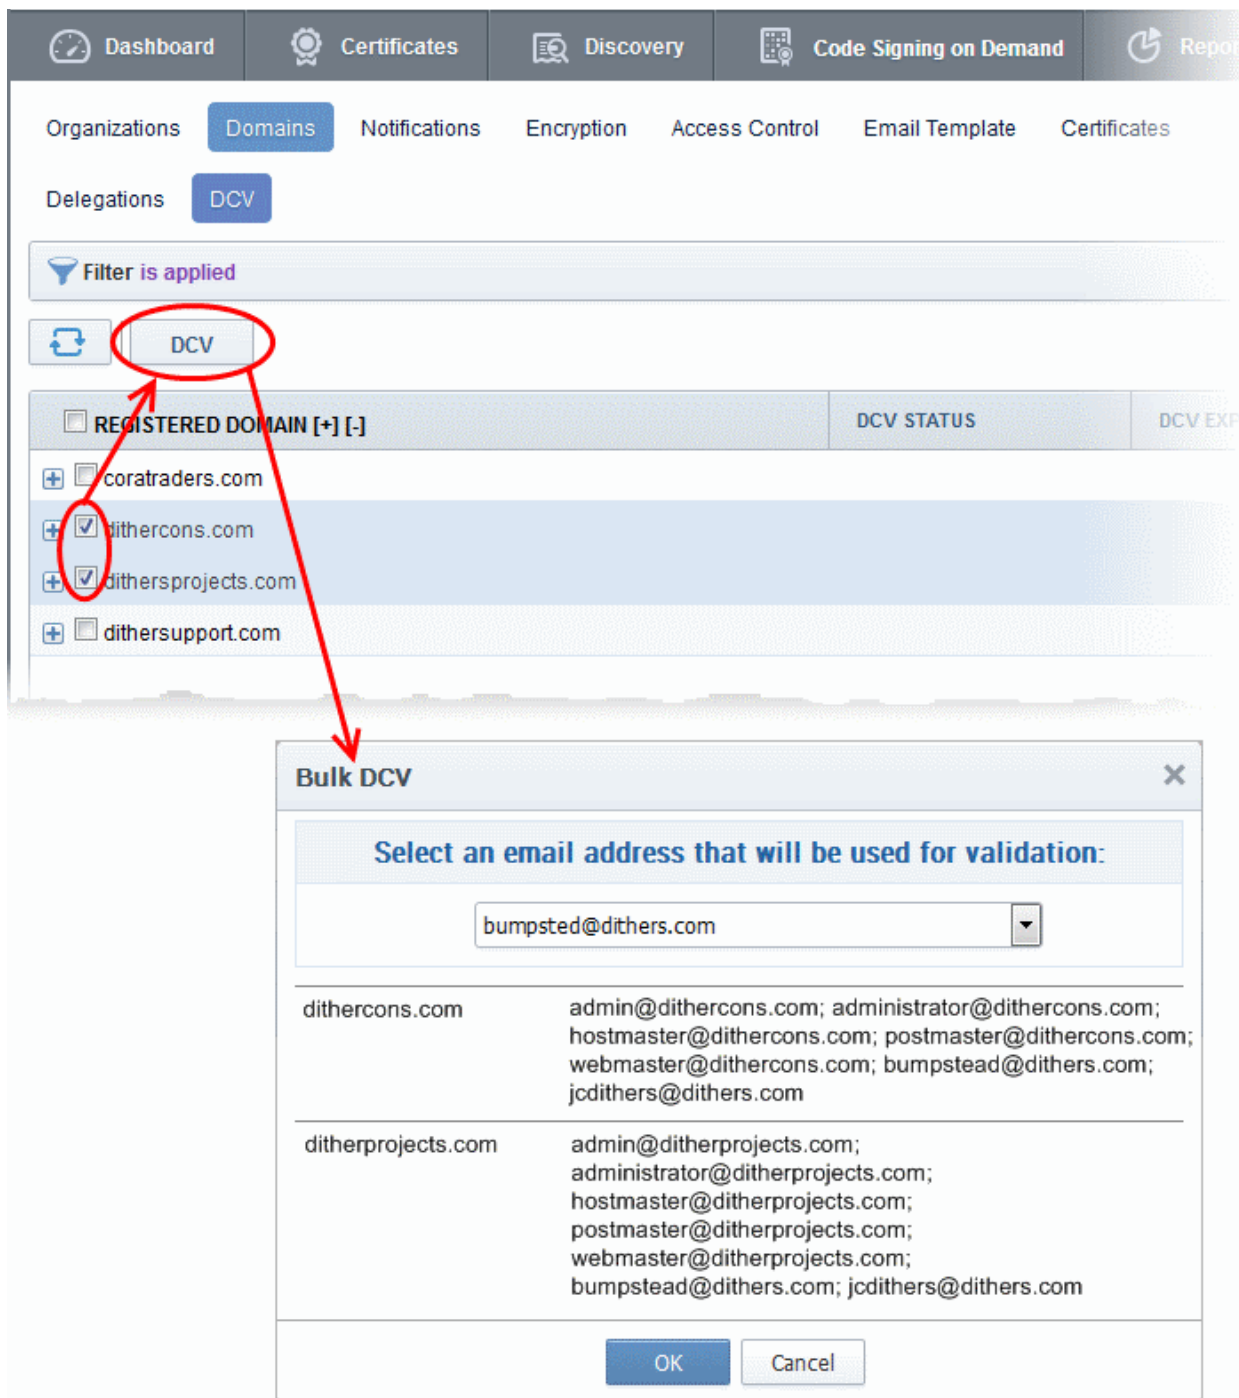 Dashboard Certificates Discovery Code Signing on Demand
Organizations Domains Notifications Encryption Access Control Email Template Certificates
Delegations DCV
Filter is applied
DCV
REGISTERED DOMAIN [+] [-] DCV STATUS DCV
coratraders.com
dithercons.com
dithersprojects.com
dithersupport.com
Bulk DCV
Select an email address that will be used for validation:
bumpsted@dithers.com
dithercons.com admin@dithercons.com; administrator@dithercons.com;
hostmaster@dithercons.com; postmaster@dithercons.com;
webmaster@dithercons.com; bumpstead@dithers.com;
jcdithers@dithers.com
ditherprojects.com admin@ditherprojects.com;
administrator@ditherprojects.com;
hostmaster@ditherprojects.com;
postmaster@ditherprojects.com;
webmaster@ditherprojects.com;
bumpstead@dithers.com; jcdithers@dithers.com
OK Cancel